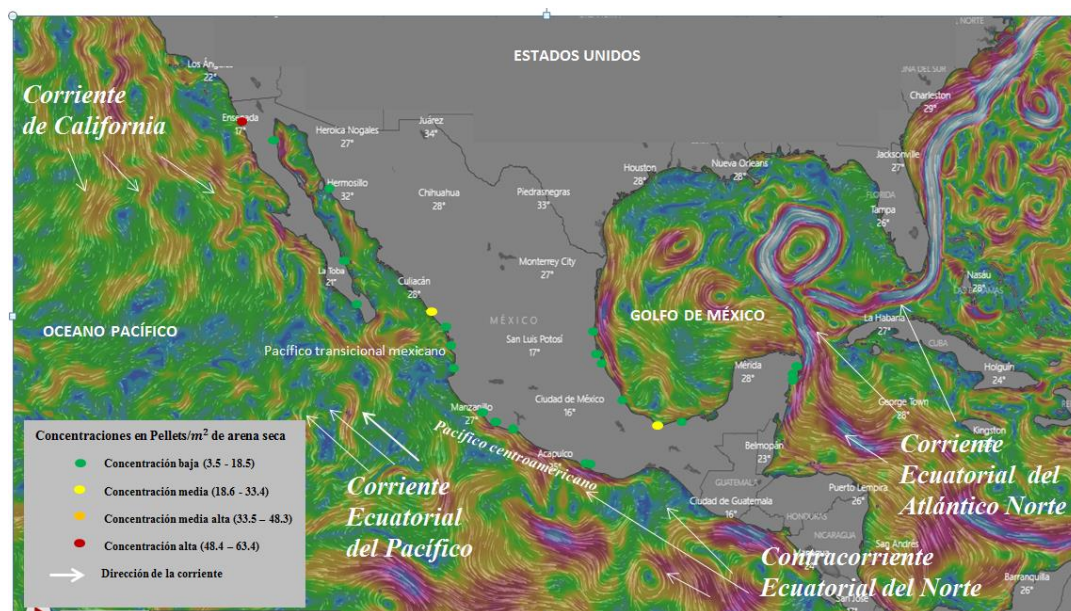 ESTADOS UNIDOS
NORTE
Los Ánge
22°
Corriente
de California
Ensenada
17°
Heroica Nogales
27°
Juárez
34°
Charleston
29°
Houston
28°
Nueva Orleans
28°
Jacksonville
27°
FLORIDA
Tampa
26°
Hermosillo
32°
Chihuahua
28°
Piedrasnegras
33°
La Toba
21°
Culiacán
28°
Monterrey City
27°
Nasáu
28°
OCEANO PACÍFICO
MÉXICO
GOLFO DE MÉXICO
La Habana
27°
CUBA
Pacífico transicional mexicano
San Luis Potosí
17°
Mérida
28°
Holguín
24°
Manzanillo
27°
Ciudad de México
16°
George Town
28°
Kingston
Acapulco
Pacífico centroamericano
Belmopán
23°
Corriente
Ecuatorial del
Atlántico Norte
GUATEMALA
Ciudad de Guatemala
16°
Puerto Lempira
26°
HONDURAS
NICARAGUA
San Andrés
Corriente
Ecuatorial
del Pacífico
Contracorriente
Ecuatorial del Norte
Barranquilla
26°
San José
Concentraciones en Pellets/m² de arena seca
Concentración baja (3.5 - 18.5)
Concentración media (18.6 - 33.4)
Concentración media alta (33.5 – 48.3)
Concentración alta (48.4 – 63.4)
Dirección de la corriente